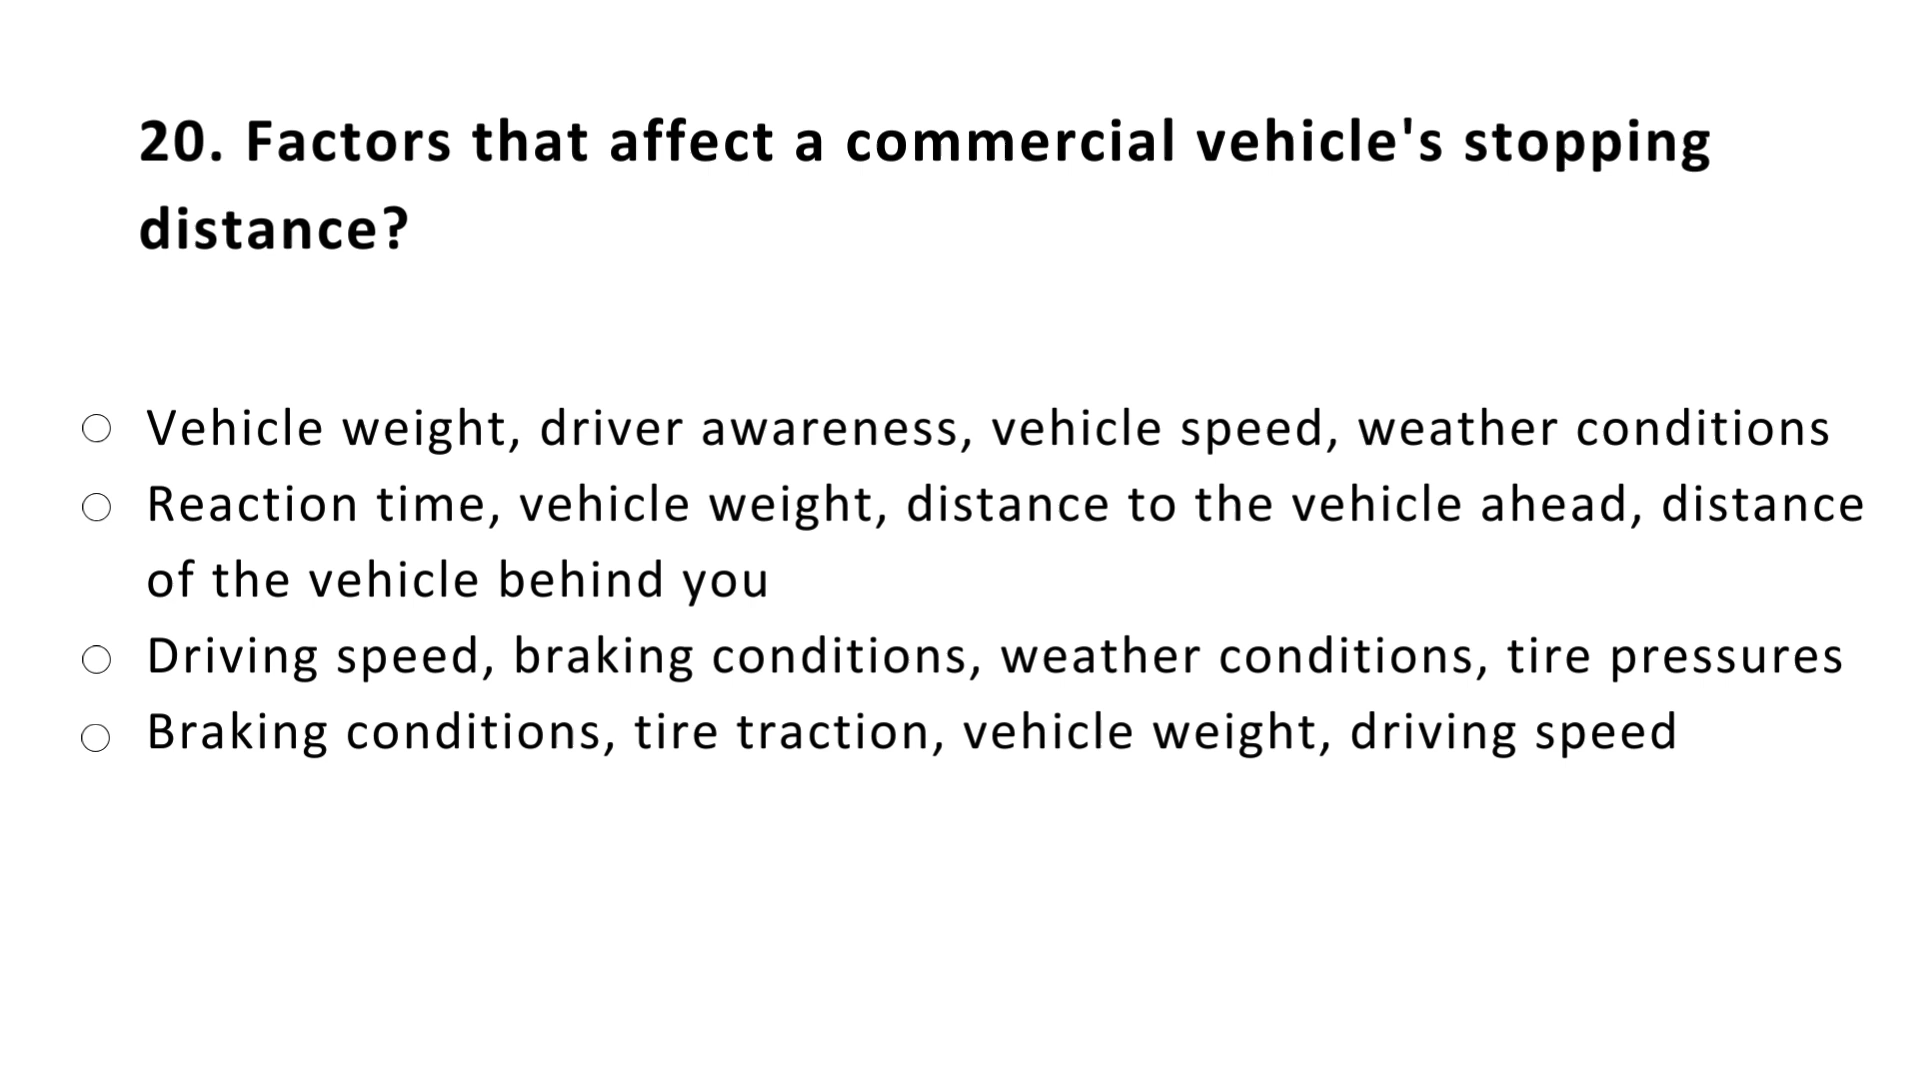 20. Factors that affect a commercial vehicle's stopping
distance?
Vehicle weight, driver awareness, vehicle speed, weather conditions
Reaction time, vehicle weight, distance to the vehicle ahead, distance
of the vehicle behind you
Driving speed, braking conditions, weather conditions, tire pressures
Braking conditions, tire traction, vehicle weight, driving speed